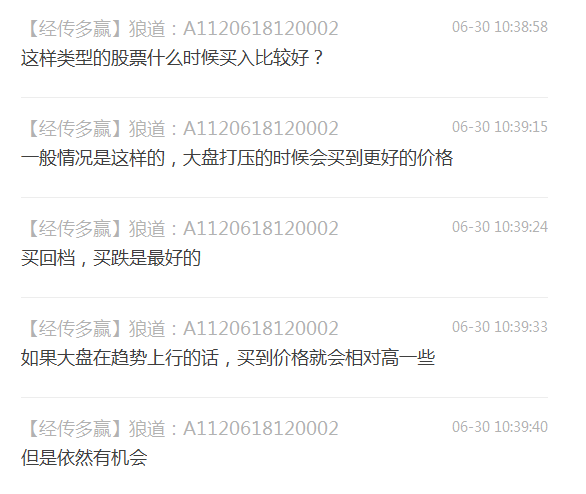 【经传多赢】狼道：A1120618120002 06-30 10:38:58
这样类型的股票什么时候买入比较好？
【经传多赢】狼道：A1120618120002 06-30 10:39:15
一般情况是这样的，大盘打压的时候会买到更好的价格
【经传多赢】狼道：A1120618120002 06-30 10:39:24
买回档，买跌是最好的
【经传多赢】狼道：A1120618120002 06-30 10:39:33
如果大盘在趋势上行的话，买到价格就会相对高一些
【经传多赢】狼道：A1120618120002 06-30 10:39:40
但是依然有机会